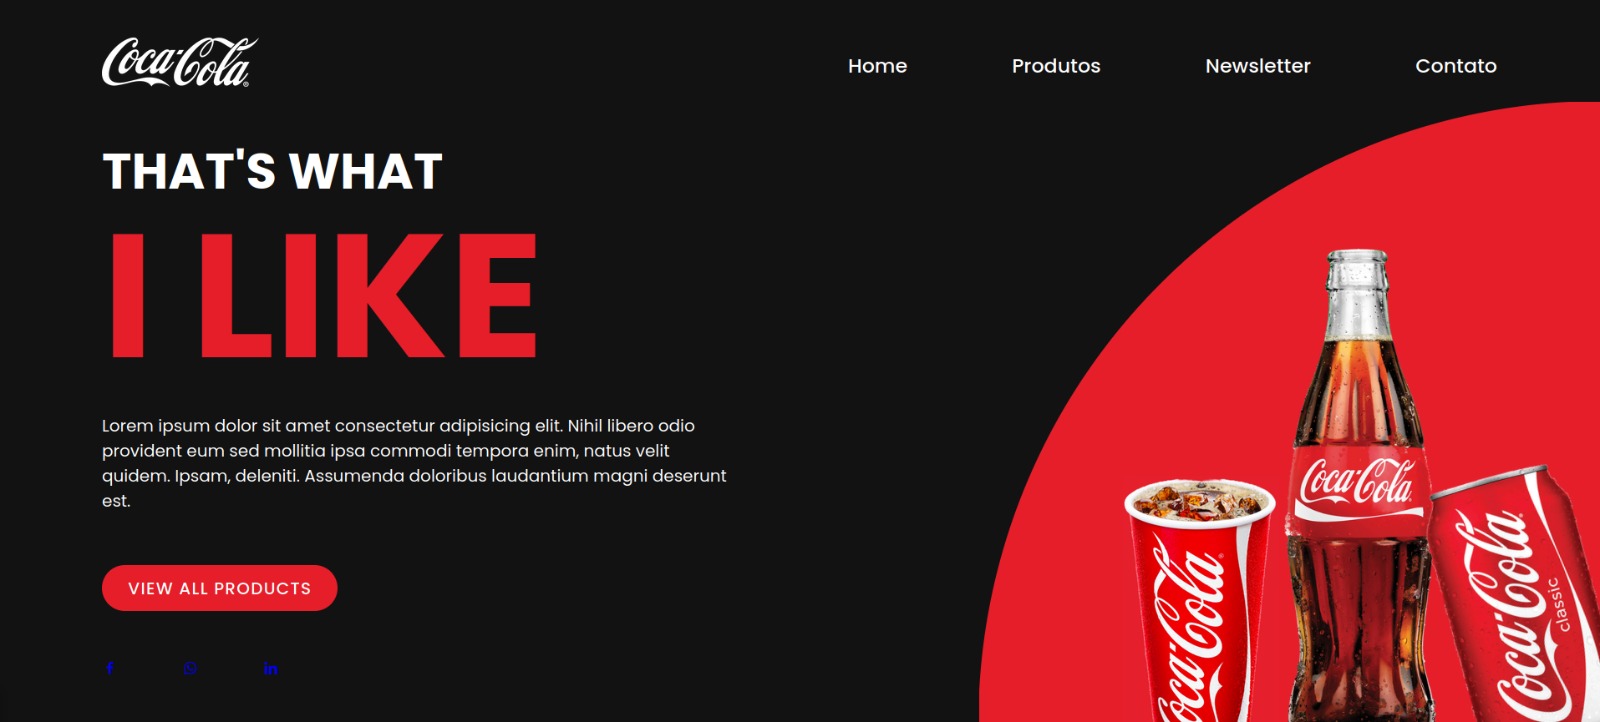 Coca-Cola
Home Produtos Newsletter Contato
THAT'S WHAT
I LIKE
Lorem ipsum dolor sit amet consectetur adipisicing elit. Nihil libero odio
provident eum sed mollitia ipsa commodi tempora enim, natus velit
quidem. Ipsam, deleniti. Assumenda doloribus laudantium magni deserunt
est.
VIEW ALL PRODUCTS
f in
Coca-Cola
Coca-Cola
Coca-Cola
classic